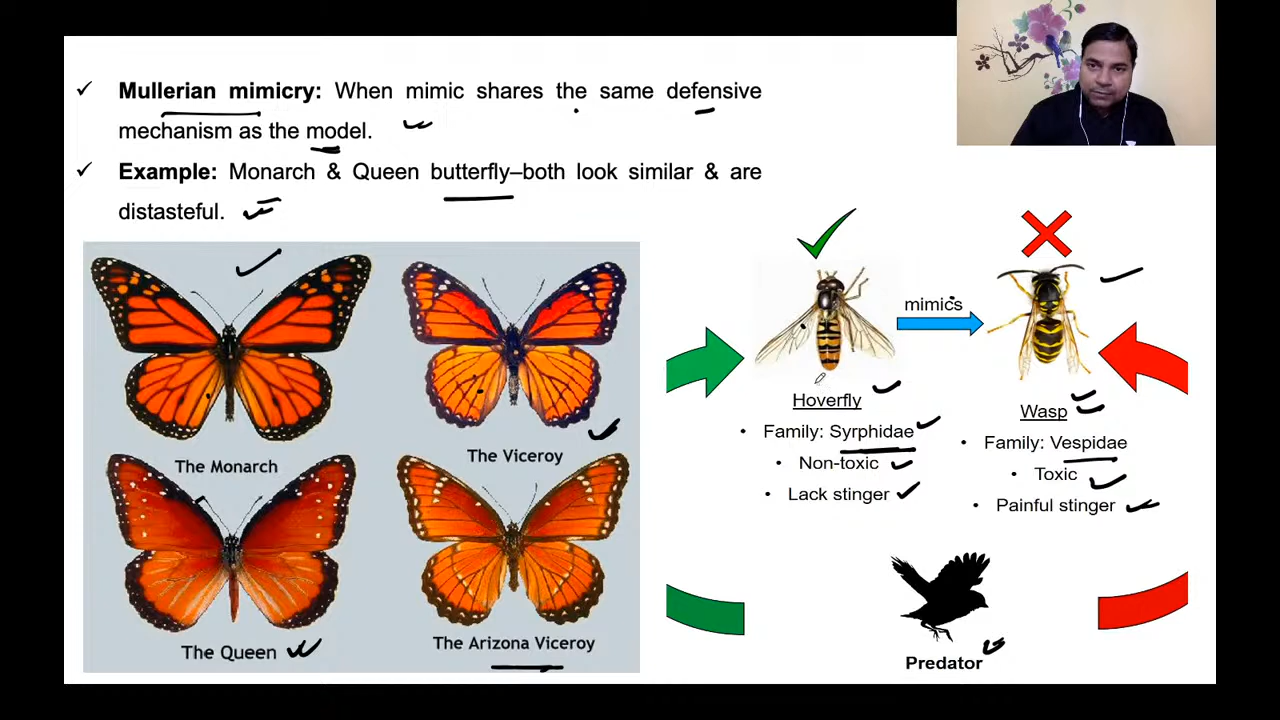 Mullerian mimicry: When mimic shares the same defensive
mechanism as the model.
Example: Monarch & Queen butterfly–both look similar & are
distasteful.
The Monarch
The Viceroy
The Queen
The Arizona Viceroy
mimics
Hoverfly
• Family: Syrphidae
• Non-toxic
• Lack stinger
Wasp
• Family: Vespidae
• Toxic
• Painful stinger
Predator